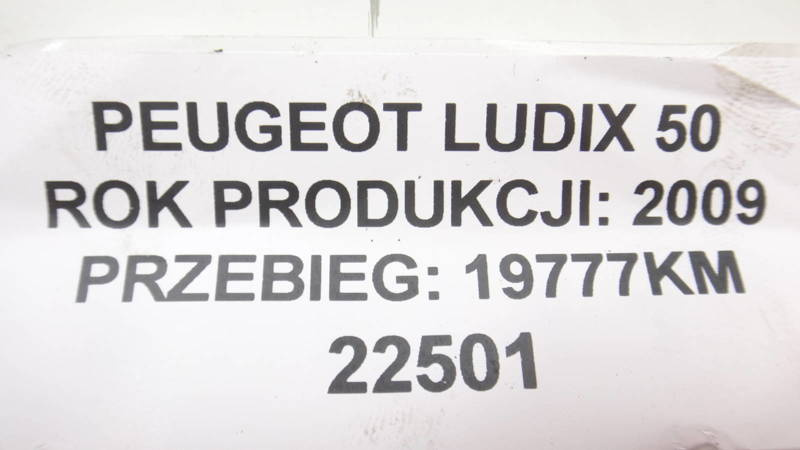 PEUGEOT LUDIX 50
ROK PRODUKCJI: 2009
PRZEBIEG: 19777KM
22501